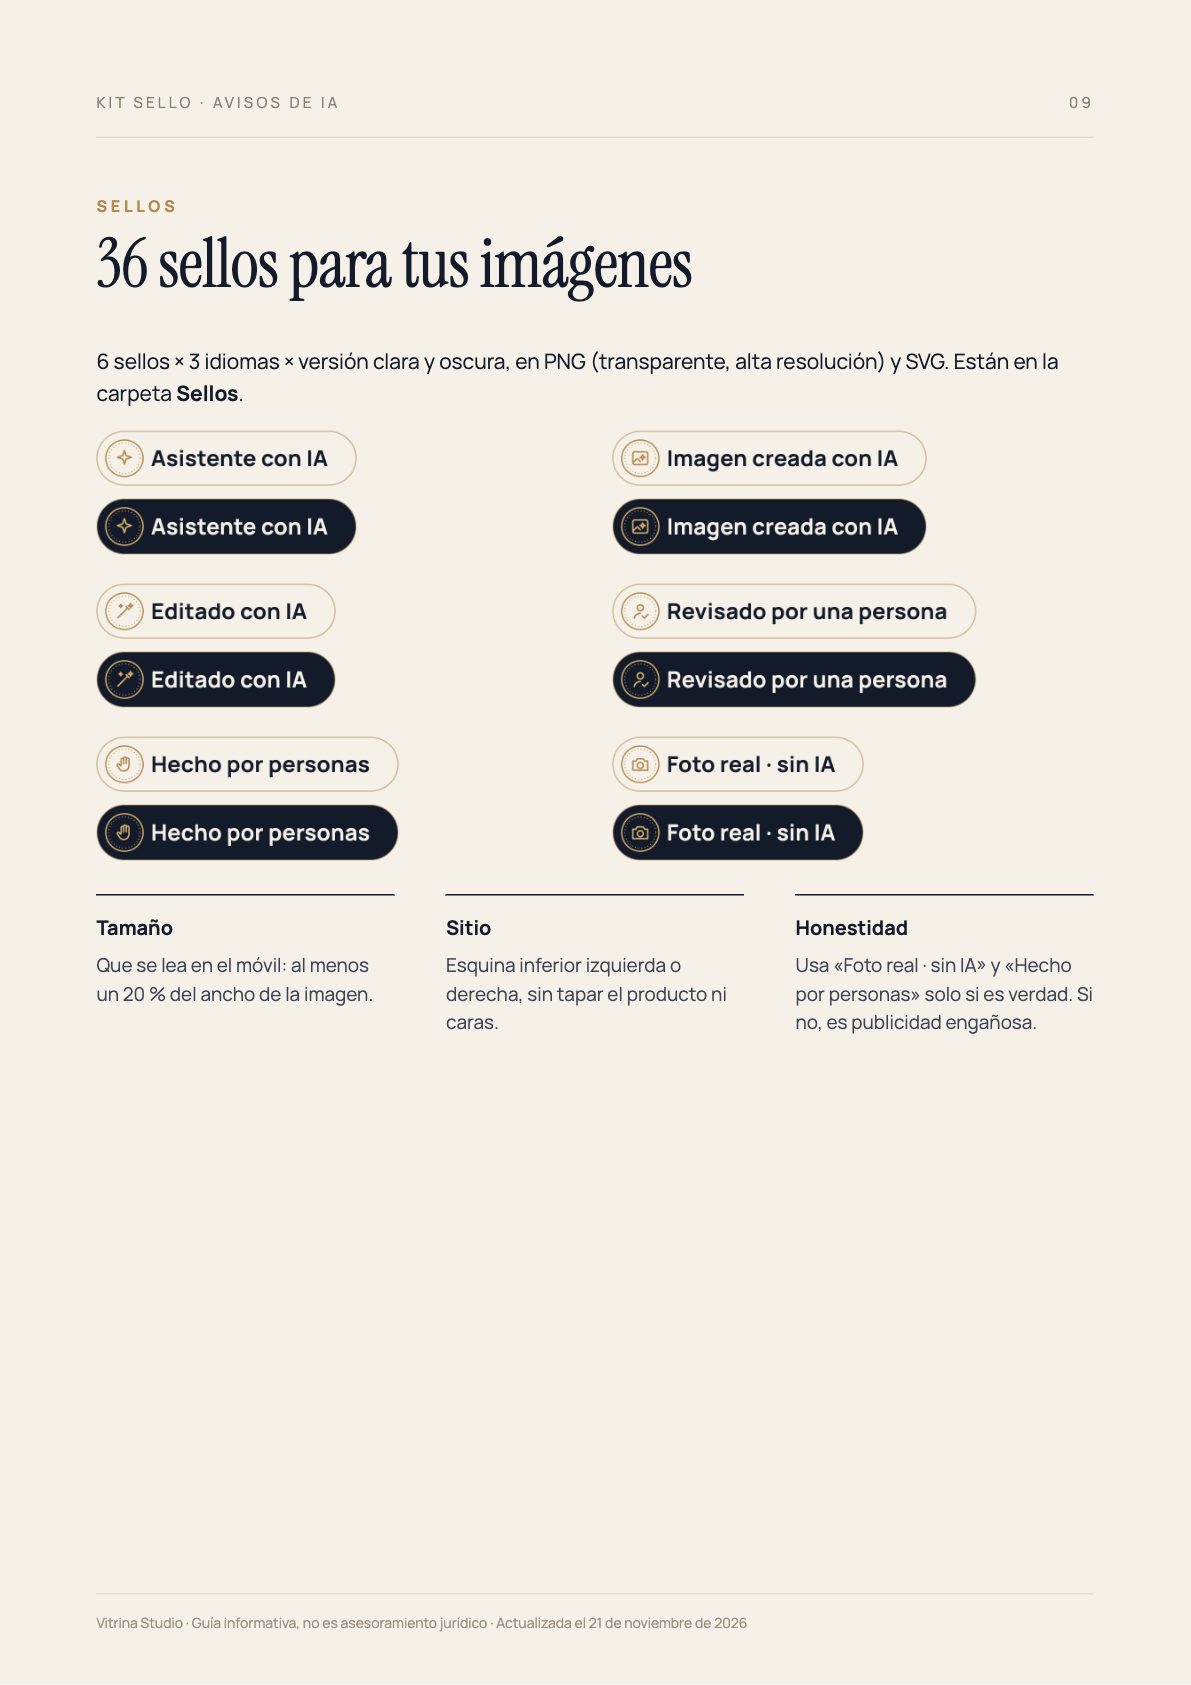 KIT SELLO · AVISOS DE IA
09
SELLOS
36 sellos para tus imágenes
6 sellos × 3 idiomas × versión clara y oscura, en PNG (transparente, alta resolución) y SVG. Están en la
carpeta Sellos.
Asistente con IA
Imagen creada con IA
Asistente con IA
Imagen creada con IA
Editado con IA
Revisado por una persona
Editado con IA
Revisado por una persona
Hecho por personas
Foto real · sin IA
Hecho por personas
Foto real · sin IA
Tamaño
Que se lea en el móvil: al menos
un 20 % del ancho de la imagen.
Sitio
Esquina inferior izquierda o
derecha, sin tapar el producto ni
caras.
Honestidad
Usa «Foto real · sin IA» y «Hecho
por personas» solo si es verdad. Si
no, es publicidad engañosa.
Vitrina Studio · Guía informativa, no es asesoramiento jurídico · Actualizada el 21 de noviembre de 2026